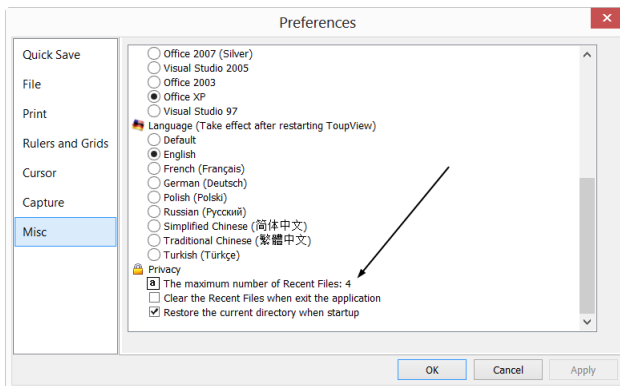 Preferences
Quick Save
File
Print
Rulers and Grids
Cursor
Capture
Misc
Office 2007 (Silver)
Visual Studio 2005
Office 2003
Office XP
Visual Studio 97
Language (Take effect after restarting ToupView)
Default
English
French (Français)
German (Deutsch)
Polish (Polski)
Russian (Русский)
Simplified Chinese (简体中文)
Traditional Chinese (繁體中文)
Turkish (Türkçe)
Privacy
a The maximum number of Recent Files: 4
Clear the Recent Files when exit the application
Restore the current directory when startup
OK Cancel Apply